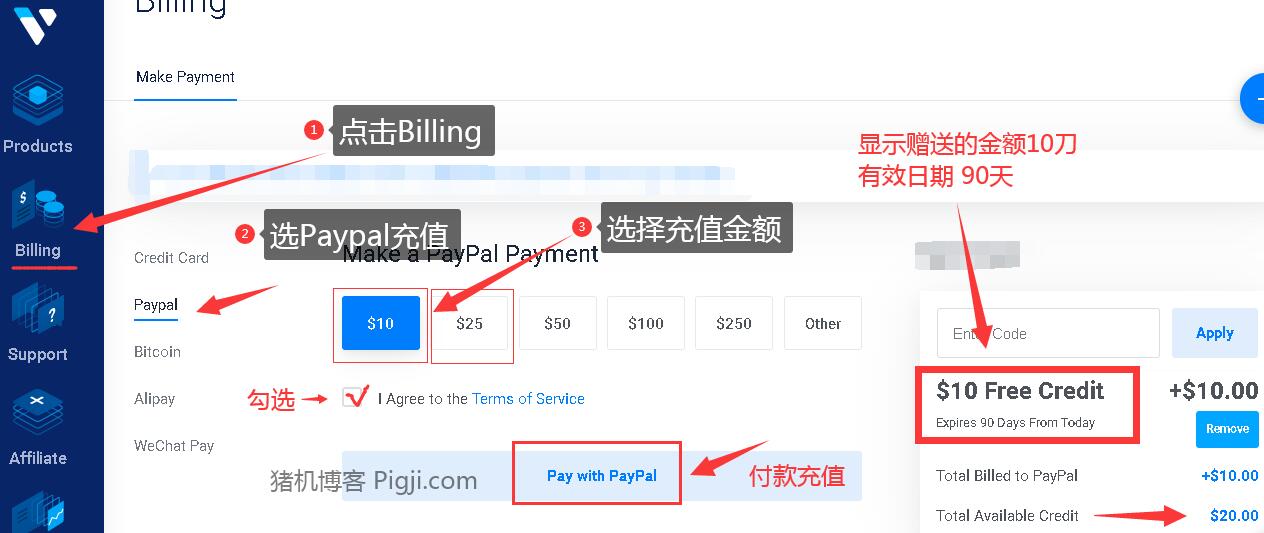 Billing
Make Payment
Products
1 点击Billing
显示赠送的金额10刀
有效日期 90天
Billing
2 选Paypal充值
3 选择充值金额
Make a PayPal Payment
Credit Card
Paypal
Bitcoin
Alipay
WeChat Pay
$10 $25 $50 $100 $250 Other
勾选 I Agree to the Terms of Service
猪机博客 Pigji.com
Pay with PayPal
付款充值
Support
Affiliate
Enter Code
Apply
$10 Free Credit +$10.00
Expires 90 Days From Today
Remove
Total Billed to PayPal +$10.00
Total Available Credit $20.00